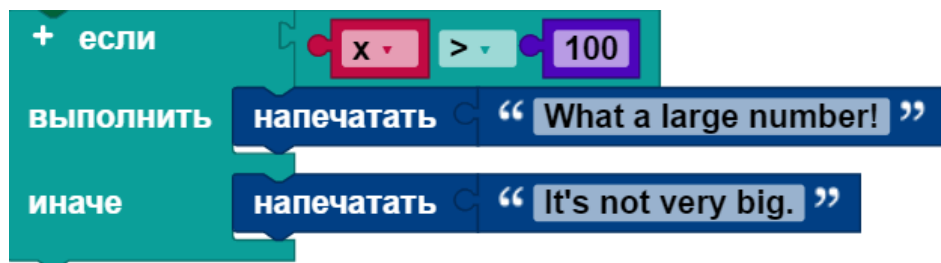 + если x > 100
выполнить напечатать “ What a large number! ”
иначе напечатать “ It's not very big. ”